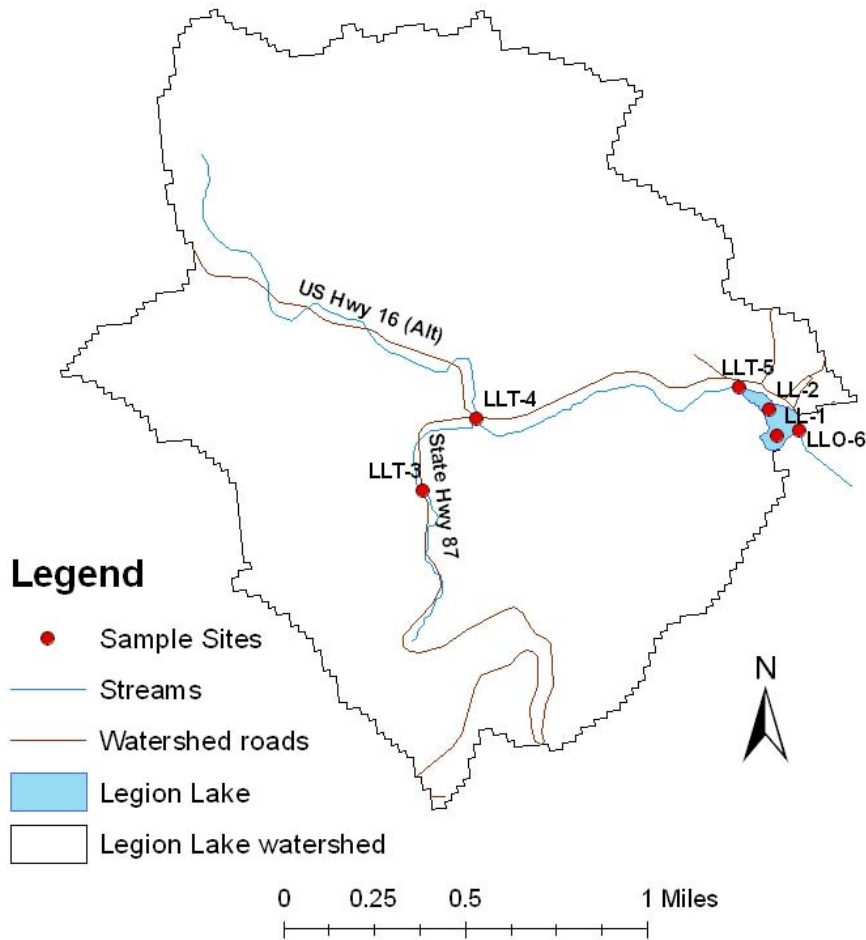 US Hwy 16 (Alt)
LLT-5
LL-2
LLT-4
LL-1
LLO-6
State Hwy 87
LLT-3
Legend
Sample Sites
Streams
Watershed roads
Legion Lake
Legion Lake watershed
N
0 0.25 0.5 1 Miles